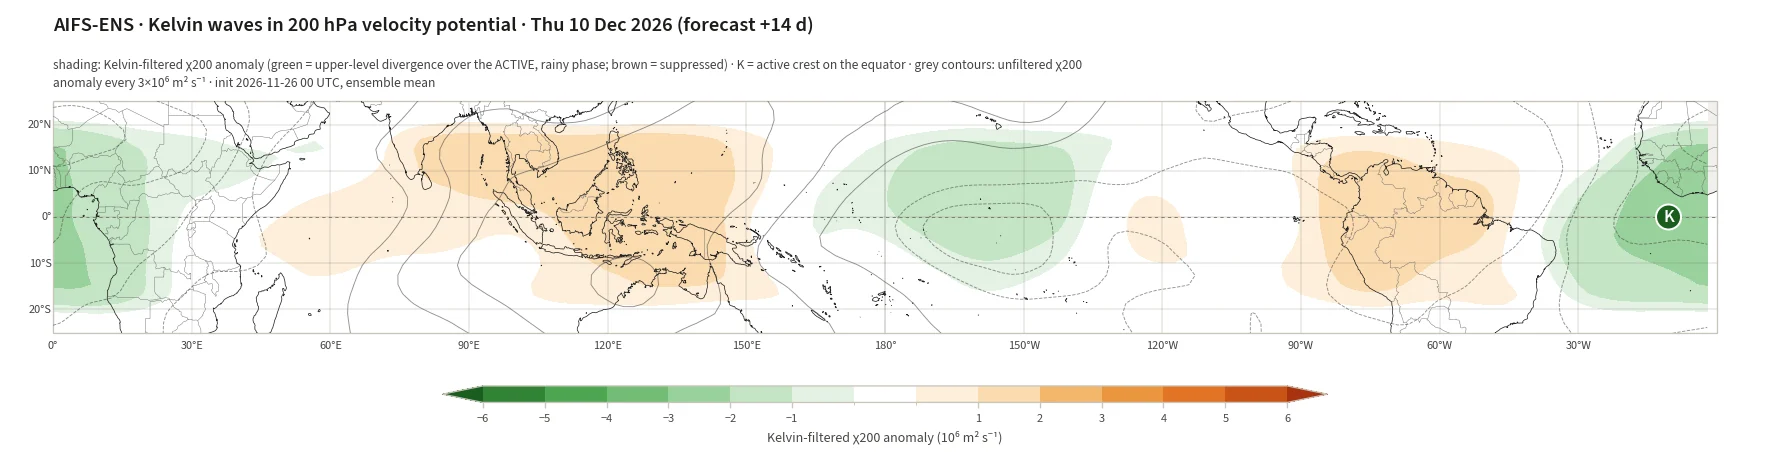 AIFS-ENS · Kelvin waves in 200 hPa velocity potential · Thu 10 Dec 2026 (forecast +14 d)
shading: Kelvin-filtered χ200 anomaly (green = upper-level divergence over the ACTIVE, rainy phase; brown = suppressed) · K = active crest on the equator · grey contours: unfiltered χ200
anomaly every 3×10⁶ m² s⁻¹ · init 2026-11-26 00 UTC, ensemble mean
20°N
10°N
0°
10°S
20°S
K
0° 30°E 60°E 90°E 120°E 150°E 180° 150°W 120°W 90°W 60°W 30°W
−6 −5 −4 −3 −2 −1 1 2 3 4 5 6
Kelvin-filtered χ200 anomaly (10⁶ m² s⁻¹)